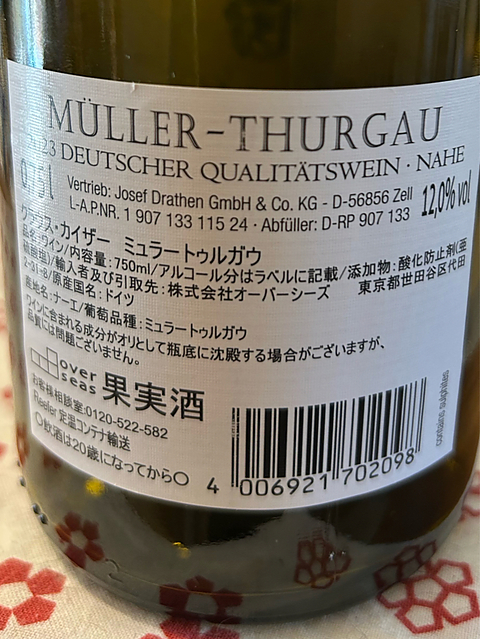 MÜLLER-THURGAU
23 DEUTSCHER QUALITÄTSWEIN · NAHE
0,75l
Vertrieb: Josef Drathen GmbH & Co. KG - D-56856 Zell
L-A.P.NR. 1 907 133 115 24 · Abfüller: D-RP 907 133
12,0% vol
クラウス・カイザー ミュラートゥルガウ
品名:ワイン/内容量:750ml/アルコール分はラベルに記載/添加物:酸化防止剤(亜
硫酸塩)/輸入者及び引取先:株式会社オーバーシーズ 東京都世田谷区代田
2-31-8/原産国名:ドイツ
産地名:ナーエ/葡萄品種:ミュラートゥルガウ
ワインに含まれる成分がオリとして瓶底に沈殿する場合がございますが、
品質には問題ございません。
over
seas
果実酒
お客様相談室:0120-522-582
Reefer 定温コンテナ輸送
○飲酒は20歳になってから○
contains sulphites
4 006921 702098